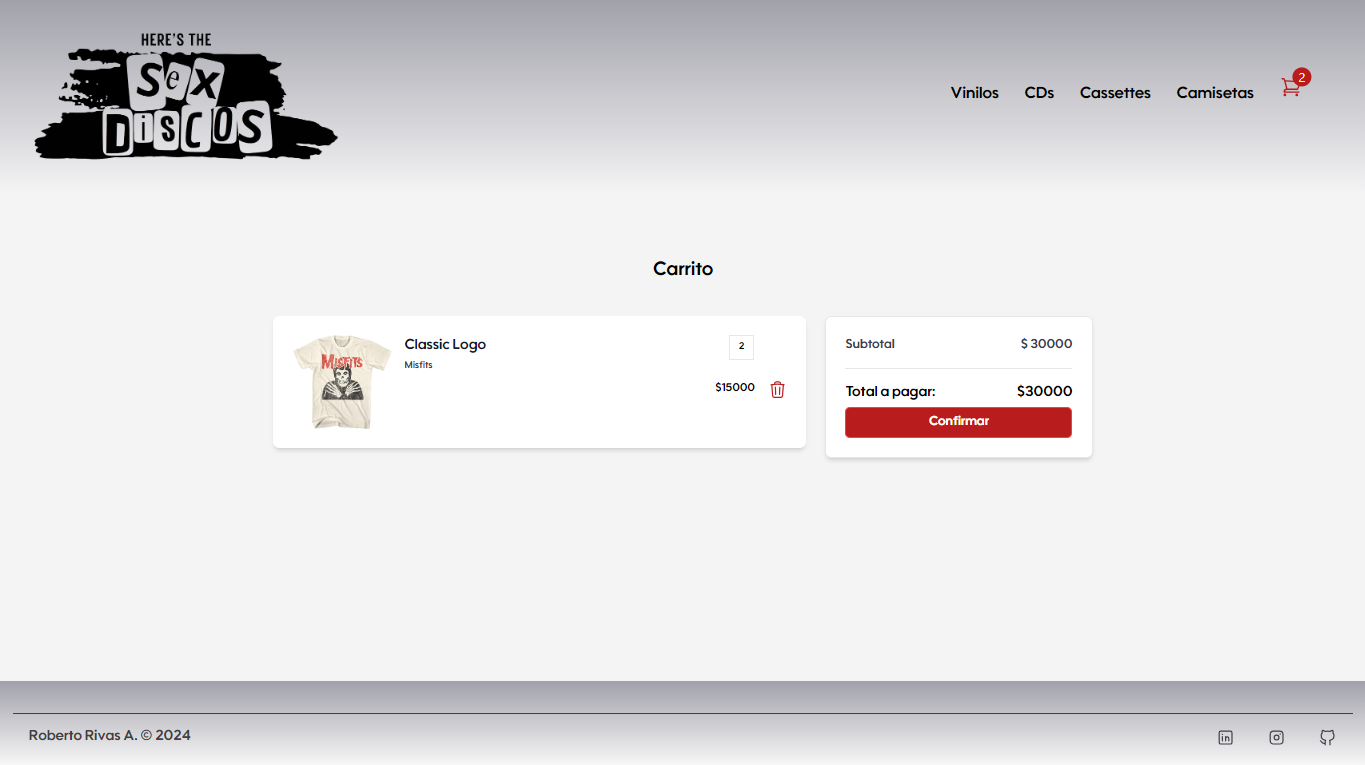 HERE'S THE
SeX
DiSCOS
Vinilos CDs Cassettes Camisetas 2
Carrito
Classic Logo 2
Misfits
$15000
MISFITS
Subtotal $ 30000
Total a pagar: $30000
Confirmar
Roberto Rivas A. © 2024
in